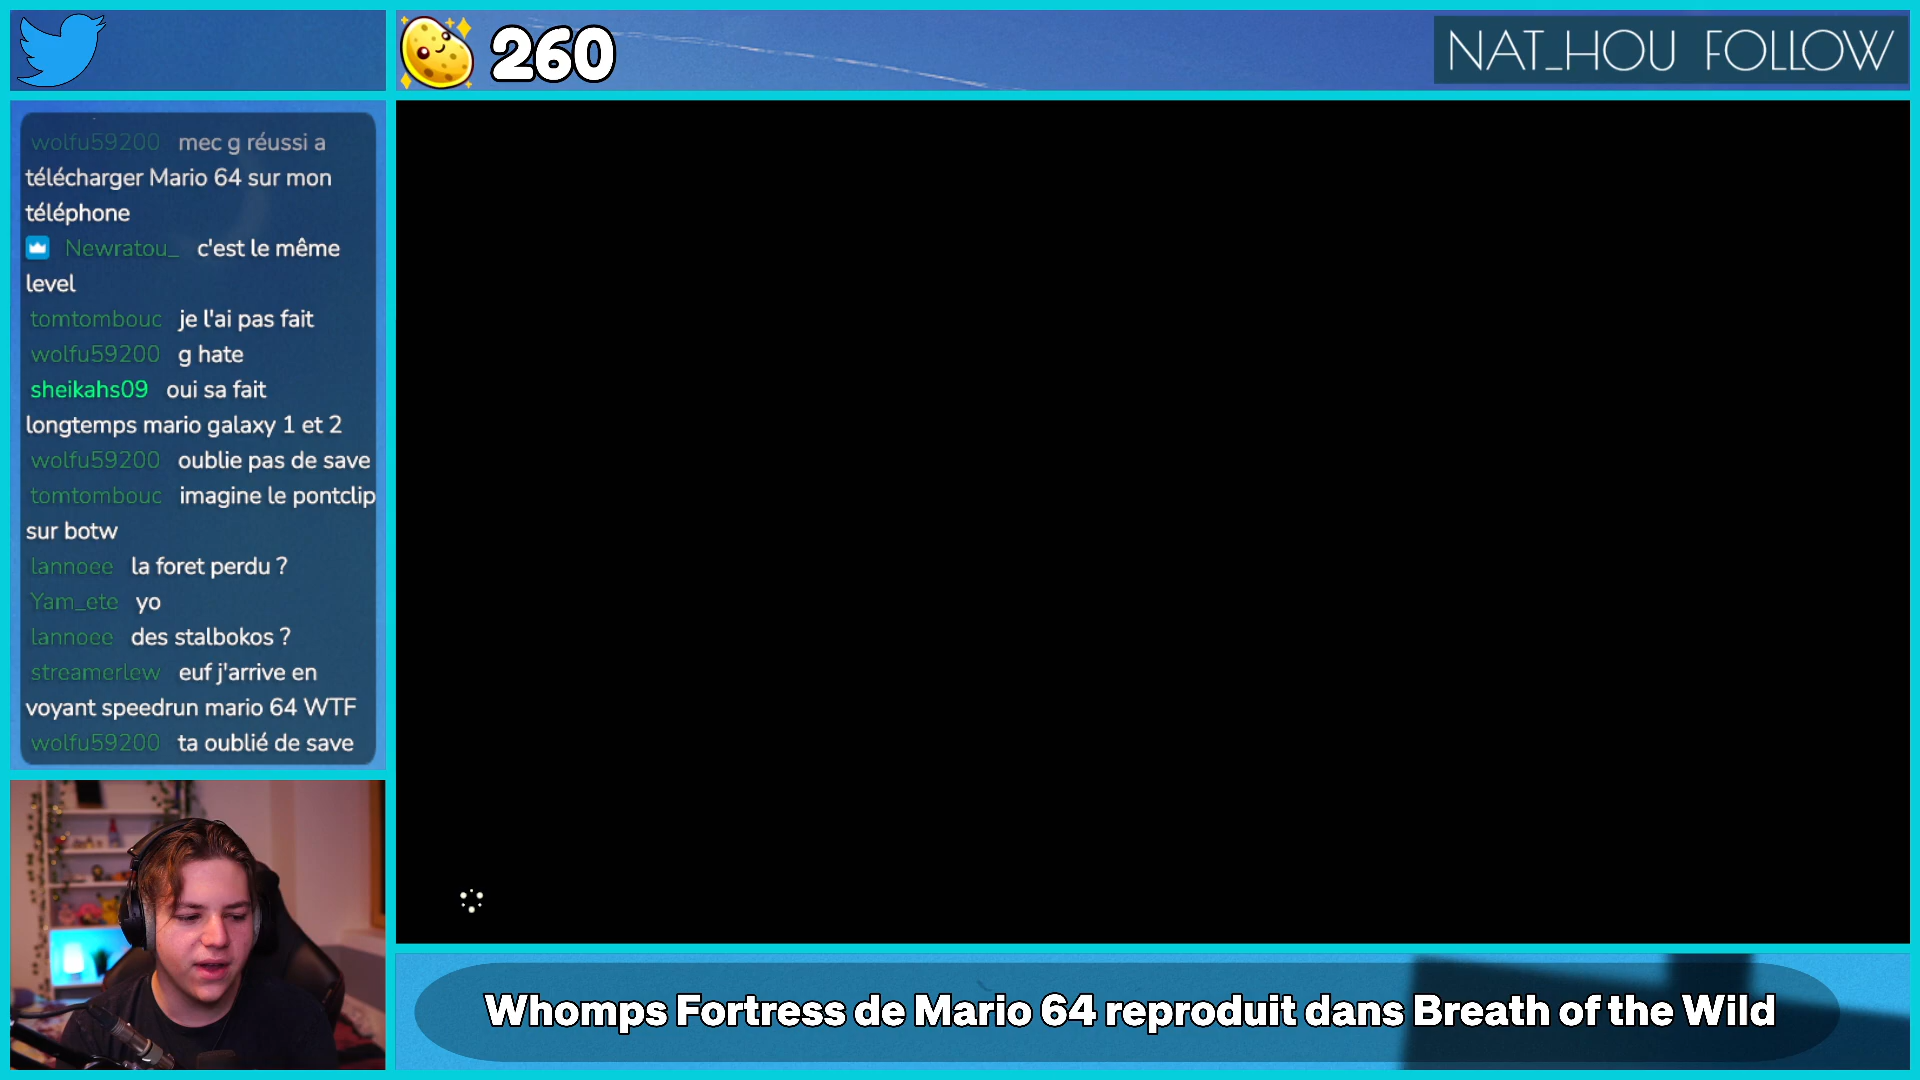 260
NAT_HOU FOLLOW
wolfu59200 mec g réussi a
télécharger Mario 64 sur mon
téléphone
Newratou_ c'est le même
level
tomtombouc je l'ai pas fait
wolfu59200 g hate
sheikahs09 oui sa fait
longtemps mario galaxy 1 et 2
wolfu59200 oublie pas de save
tomtombouc imagine le pontclip
sur botw
lannoee la foret perdu ?
Yam_ete yo
lannoee des stalbokos ?
streamerlew euf j'arrive en
voyant speedrun mario 64 WTF
wolfu59200 ta oublié de save
Whomps Fortress de Mario 64 reproduit dans Breath of the Wild